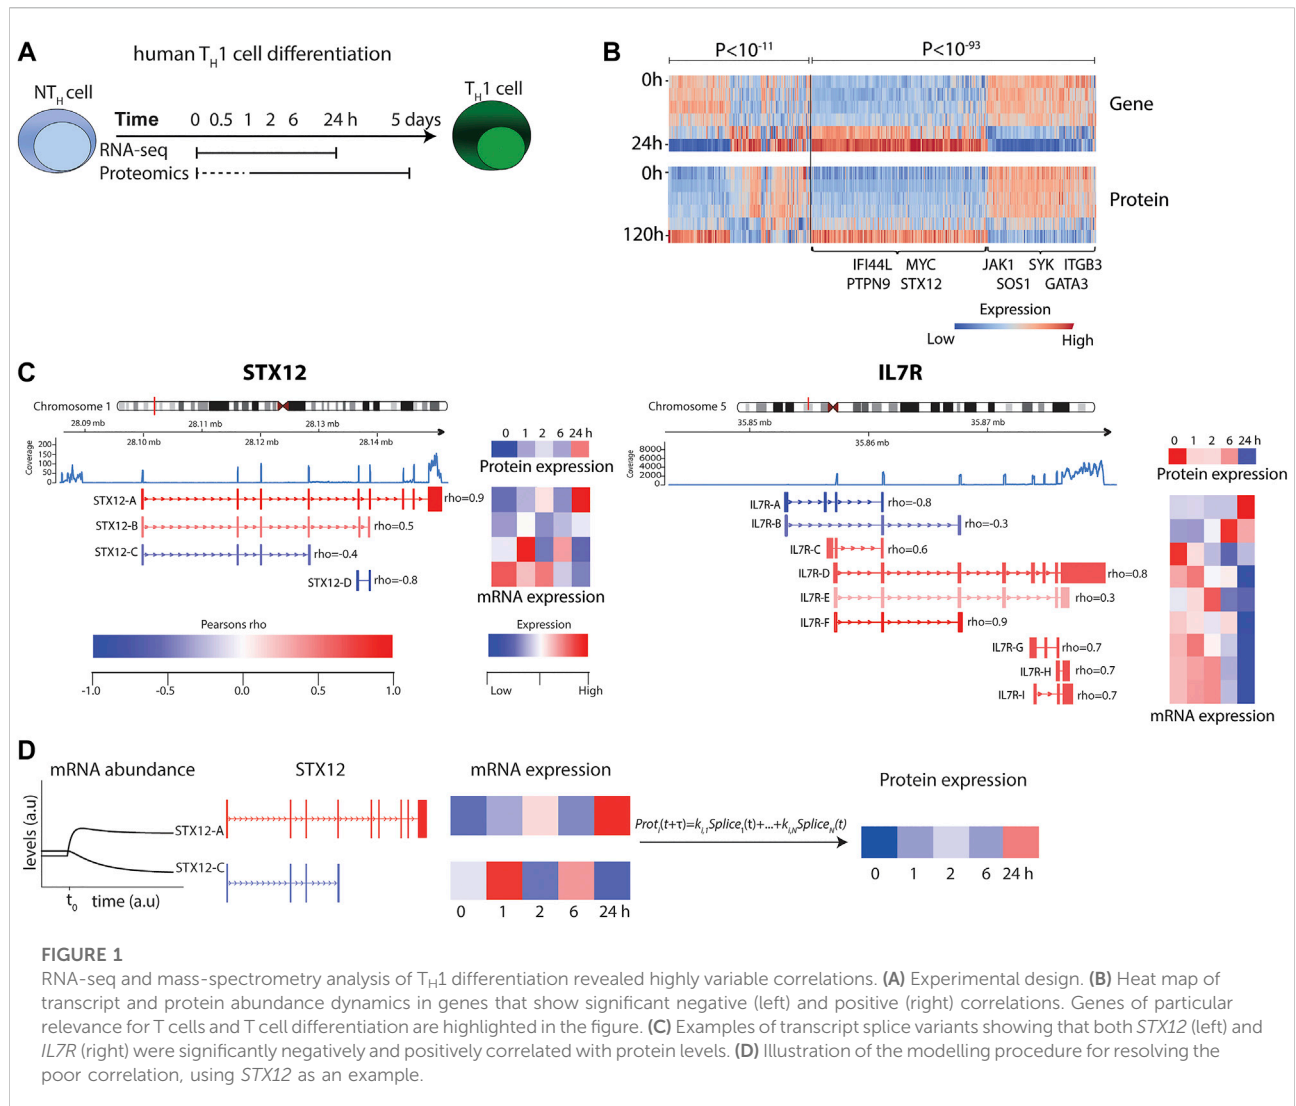 A
human TH1 cell differentiation
NTH cell
TH1 cell
Time 0 0.5 1 2 6 24 h 5 days
RNA-seq
Proteomics
B
P<10-11 P<10-93
0h
Gene
24h
0h
Protein
120h
IFI44L MYC JAK1 SYK ITGB3
PTPN9 STX12 SOS1 GATA3
Expression
Low High
C
STX12
Chromosome 1
28.09 mb 28.11 mb 28.13 mb
28.10 mb 28.12 mb 28.14 mb
Coverage
200
150
100
50
0
STX12-A rho=0.9
STX12-B rho=0.5
STX12-C rho=-0.4
STX12-D rho=-0.8
0 1 2 6 24 h
Protein expression
mRNA expression
Pearsons rho
-1.0 -0.5 0.0 0.5 1.0
Expression
Low High
IL7R
Chromosome 5
35.85 mb 35.87 mb
35.86 mb
Coverage
8000
6000
4000
2000
0
IL7R-A rho=-0.8
IL7R-B rho=-0.3
IL7R-C rho=0.6
IL7R-D rho=0.8
IL7R-E rho=0.3
IL7R-F rho=0.9
IL7R-G rho=0.7
IL7R-H rho=0.7
IL7R-I rho=0.7
0 1 2 6 24 h
Protein expression
mRNA expression
D
mRNA abundance
levels (a.u)
STX12-A
STX12-C
t0 time (a.u)
STX12
mRNA expression
0 1 2 6 24 h
Proti(t+τ)=ki,1Splice1(t)+...+ki,NSpliceN(t)
Protein expression
0 1 2 6 24 h
FIGURE 1
RNA-seq and mass-spectrometry analysis of TH1 differentiation revealed highly variable correlations. (A) Experimental design. (B) Heat map of
transcript and protein abundance dynamics in genes that show significant negative (left) and positive (right) correlations. Genes of particular
relevance for T cells and T cell differentiation are highlighted in the figure. (C) Examples of transcript splice variants showing that both STX12 (left) and
IL7R (right) were significantly negatively and positively correlated with protein levels. (D) Illustration of the modelling procedure for resolving the
poor correlation, using STX12 as an example.